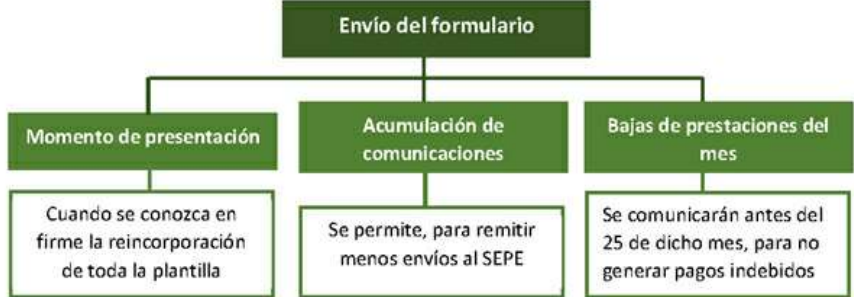 Envío del formulario
Momento de presentación
Cuando se conozca en
firme la reincorporación
de toda la plantilla
Acumulación de
comunicaciones
Se permite, para remitir
menos envíos al SEPE
Bajas de prestaciones del
mes
Se comunicarán antes del
25 de dicho mes, para no
generar pagos indebidos